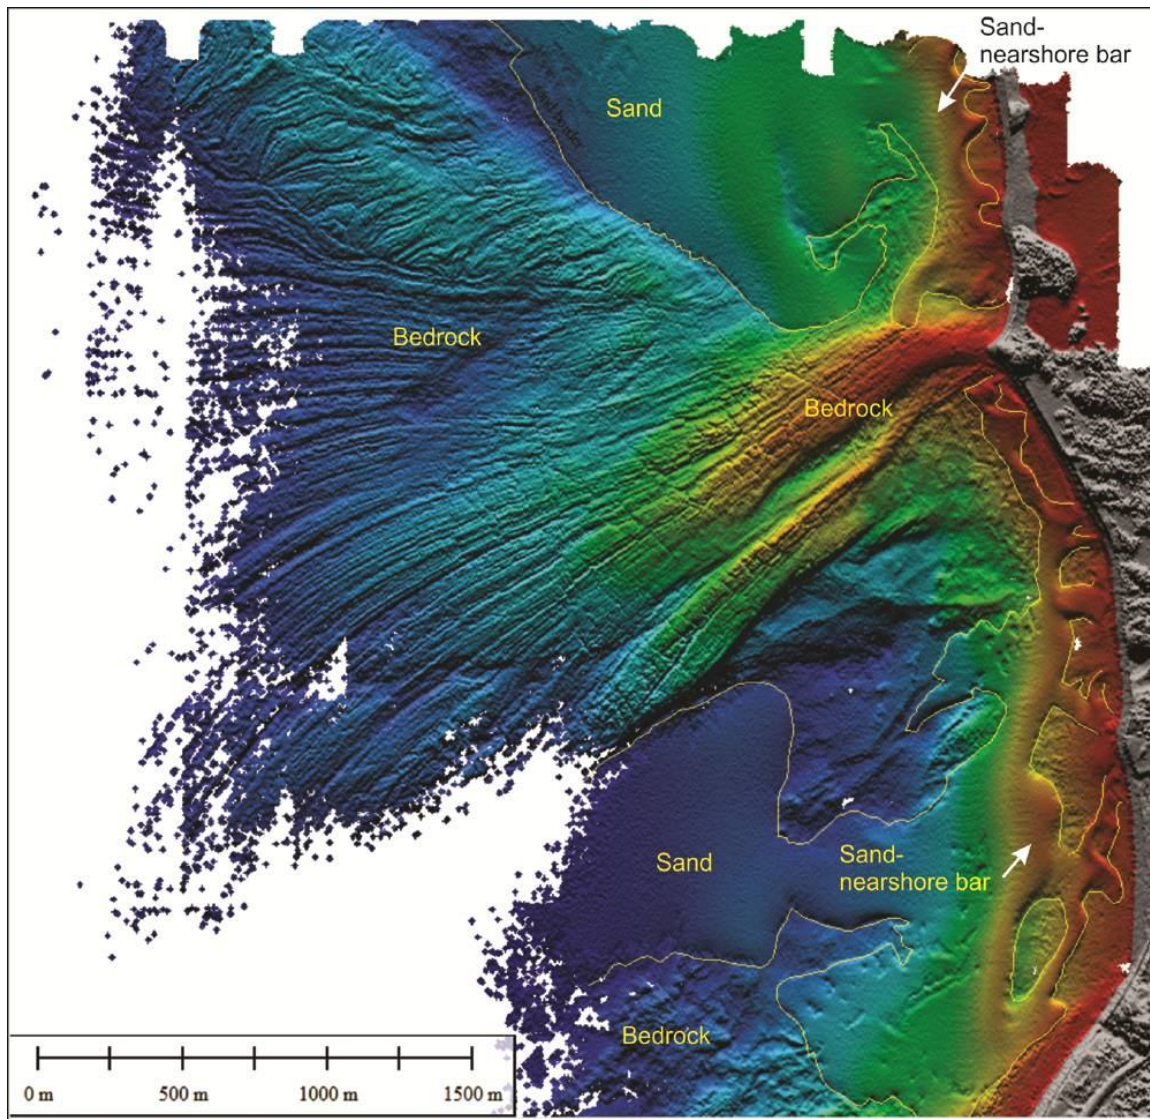 Sand-
nearshore bar
Sand
Bedrock
Bedrock
Sand
Sand-
nearshore bar
Bedrock
0 m 500 m 1000 m 1500 m